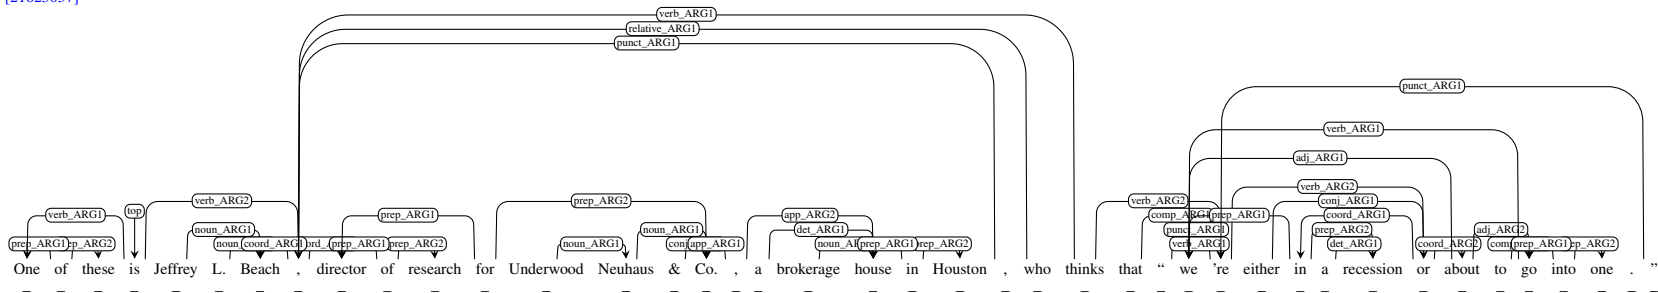 verb_ARG1
relative_ARG1
punct_ARG1
punct_ARG1
verb_ARG1
adj_ARG1
verb_ARG2
verb_ARG2 prep_ARG2 verb_ARG2 conj_ARG1
verb_ARG1 top prep_ARG1 app_ARG2 comp_ARG1 prep_ARG1 coord_ARG1
noun_ARG1 noun_ARG1 det_ARG1 punct_ARG1 prep_ARG2 adj_ARG2
prep_ARG1 coord_ARG1 prep_ARG1 prep_ARG2 noun_ARG1 app_ARG1 prep_ARG1 verb_ARG1 det_ARG1 coord_ARG2 prep_ARG1
One of these is Jeffrey L. Beach , director of research for Underwood Neuhaus & Co. , a brokerage house in Houston , who thinks that “ we 're either in a recession or about to go into one . ”